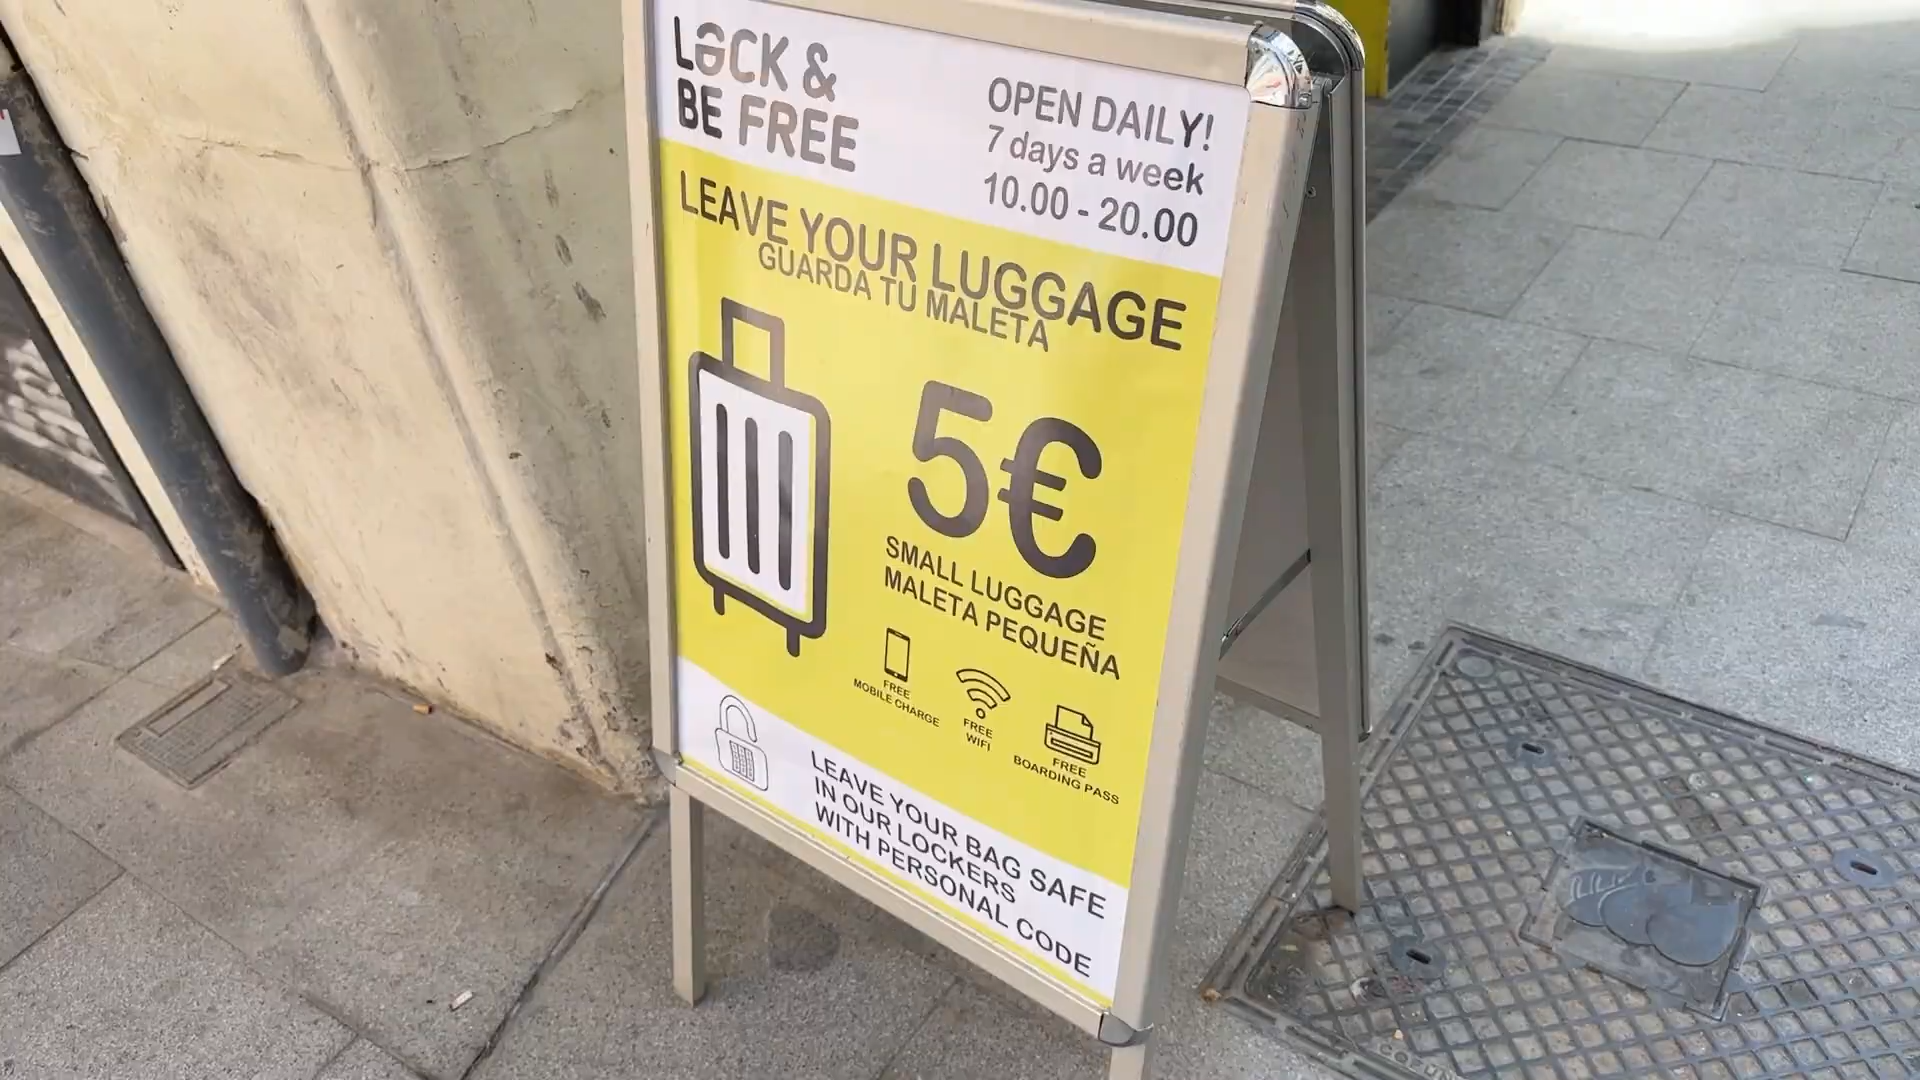 LOCK &
BE FREE
OPEN DAILY!
7 days a week
10.00 - 20.00
LEAVE YOUR LUGGAGE
GUARDA TU MALETA
5€
SMALL LUGGAGE
MALETA PEQUEÑA
FREE
MOBILE CHARGE
FREE
WIFI
FREE
BOARDING PASS
LEAVE YOUR BAG SAFE
IN OUR LOCKERS
WITH PERSONAL CODE